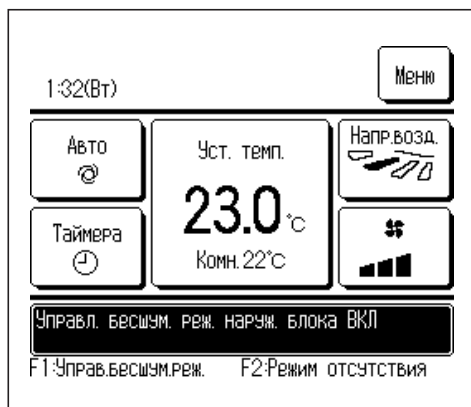 1:32(Вт)
Меню
Авто
Уст. темп.
23.0°C
Комн.22°C
Напр.возд.
Таймера
Управл. бесшум. реж. наруж. блока ВКЛ
F1:Управ.бесшум.реж. F2:Режим отсутствия